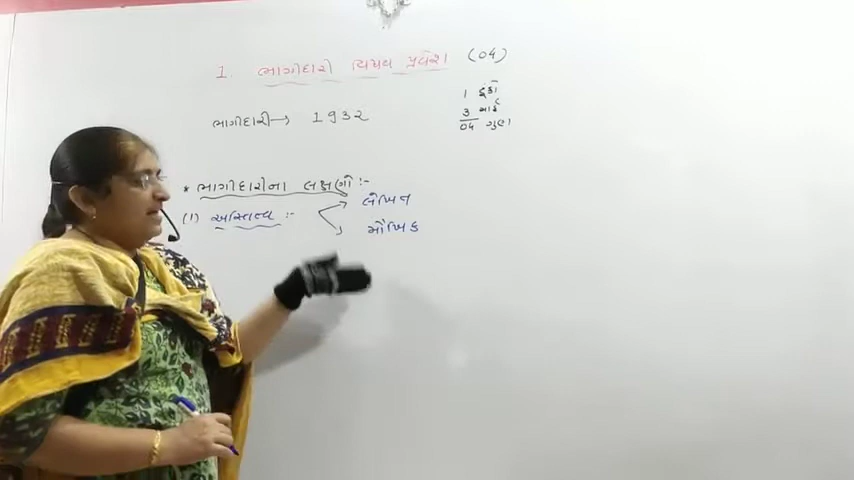 1. ભાગીદારી વિષય પ્રવેશ (04)
1 ટૂંકો
3 માર્ક
04 ગુણ
ભાગીદારી → 1932
* ભાગીદારીના લક્ષણો :-
(1) અસ્તિત્વ :-
લેખિત
મૌખિક